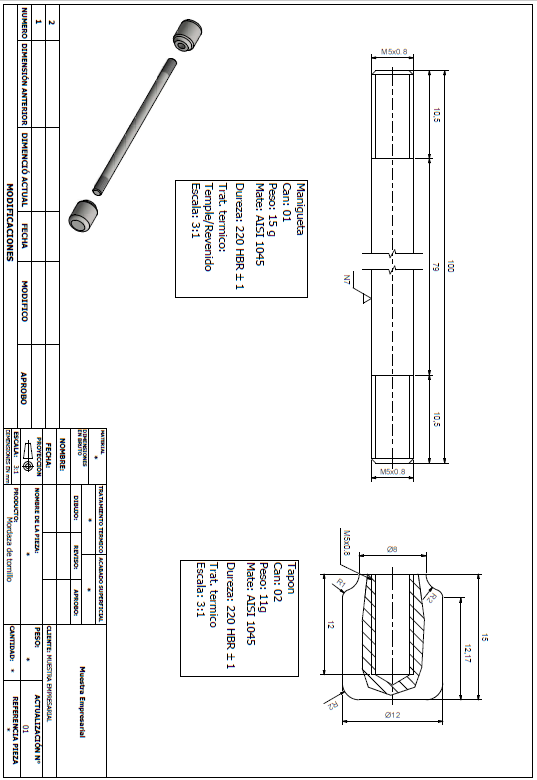 M5x0.8
10,5
79
100
N7
10,5
M5x0.8
Manigueta
Can: 01
Peso: 15 g
Mate: AISI 1045
Dureza: 220 HBR ± 1
Trat. termico:
Temple/Revenido
Escala: 3:1
M5x0.8
Ø8
R1
R3
12
12,17
15
R2
Ø12
Tapon
Can: 02
Peso: 11g
Mate: AISI 1045
Dureza: 220 HBR ± 1
Trat. termico
Escala: 3:1
2
1
NUMERO DIMENSIÓN ANTERIOR DIMENCIÓ ACTUAL FECHA MODIFICO APROBO
MODIFICACIONES
MATERIAL
*
TRATAMIENTO TERMICO
*
ACABADO SUPERFICIAL
*
Muestra Empresarial
DIMENSIONES
EN BRUTO
DIBUJO:
REVISO:
APROBO:
NOMBRE:
FECHA:
CLIENTE: MUESTRA EMPRESARIAL
PROYECCIÓN
NOMBRE DE LA PIEZA:
*
PESO:
*
ACTUALIZACIÓN Nº
01
ESCALA: 3:1
DIMENSIONES EN mm
PRODUCTO:
Mordaza de tornillo
CANTIDAD: *
REFERENCIA PIEZA
*